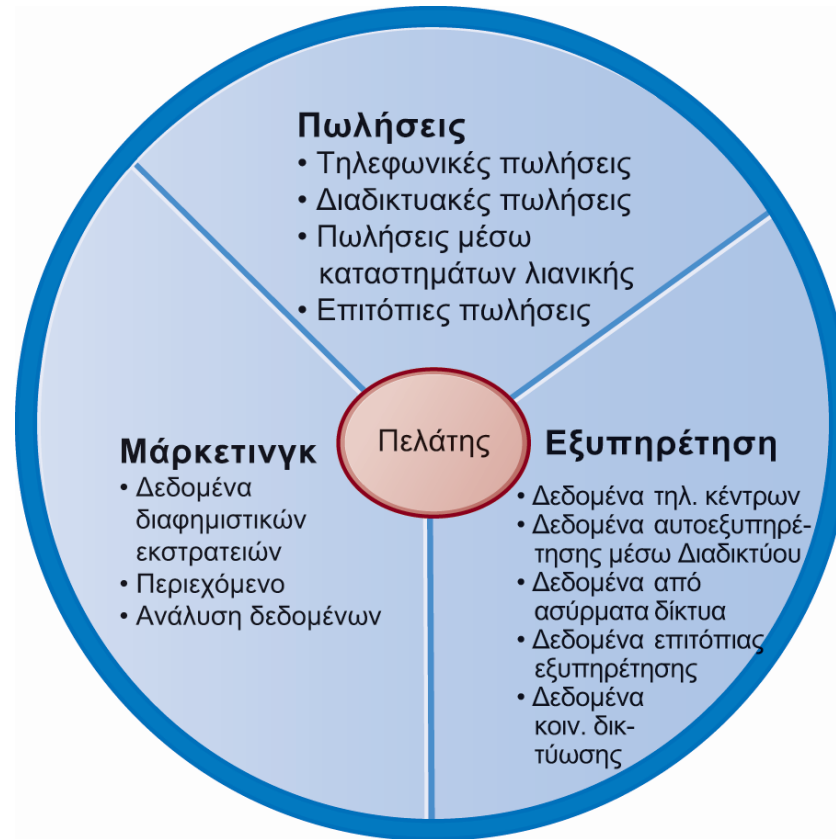 Πωλήσεις
• Τηλεφωνικές πωλήσεις
• Διαδικτυακές πωλήσεις
• Πωλήσεις μέσω
καταστημάτων λιανικής
• Επιτόπιες πωλήσεις
Πελάτης
Μάρκετινγκ
• Δεδομένα
διαφημιστικών
εκστρατειών
• Περιεχόμενο
• Ανάλυση δεδομένων
Εξυπηρέτηση
• Δεδομένα τηλ. κέντρων
• Δεδομένα αυτοεξυπηρέ-
τησης μέσω Διαδικτύου
• Δεδομένα από
ασύρματα δίκτυα
• Δεδομένα επιτόπιας
εξυπηρέτησης
• Δεδομένα
κοιν. δικ-
τύωσης